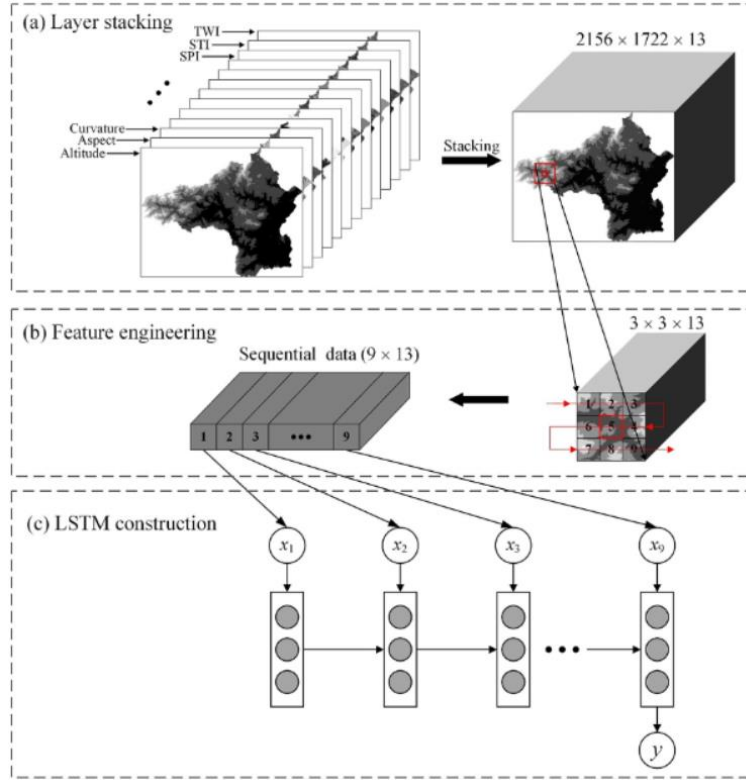 (a) Layer stacking
TWI
STI
SPI
•••
Curvature
Aspect
Altitude
Stacking
2156 × 1722 × 13
(b) Feature engineering
Sequential data (9 × 13)
1 2 3 ••• 9
3 × 3 × 13
1 2 3
6 5 4
7 8 9
(c) LSTM construction
x₁ x₂ x₃ x₉
•••
y